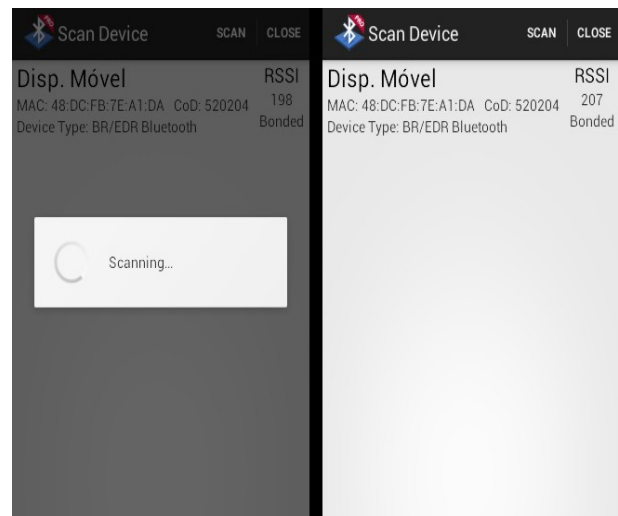 PRO Scan Device SCAN CLOSE
Disp. Móvel RSSI
MAC: 48:DC:FB:7E:A1:DA CoD: 520204 198
Device Type: BR/EDR Bluetooth Bonded
Scanning...
PRO Scan Device SCAN CLOSE
Disp. Móvel RSSI
MAC: 48:DC:FB:7E:A1:DA CoD: 520204 207
Device Type: BR/EDR Bluetooth Bonded